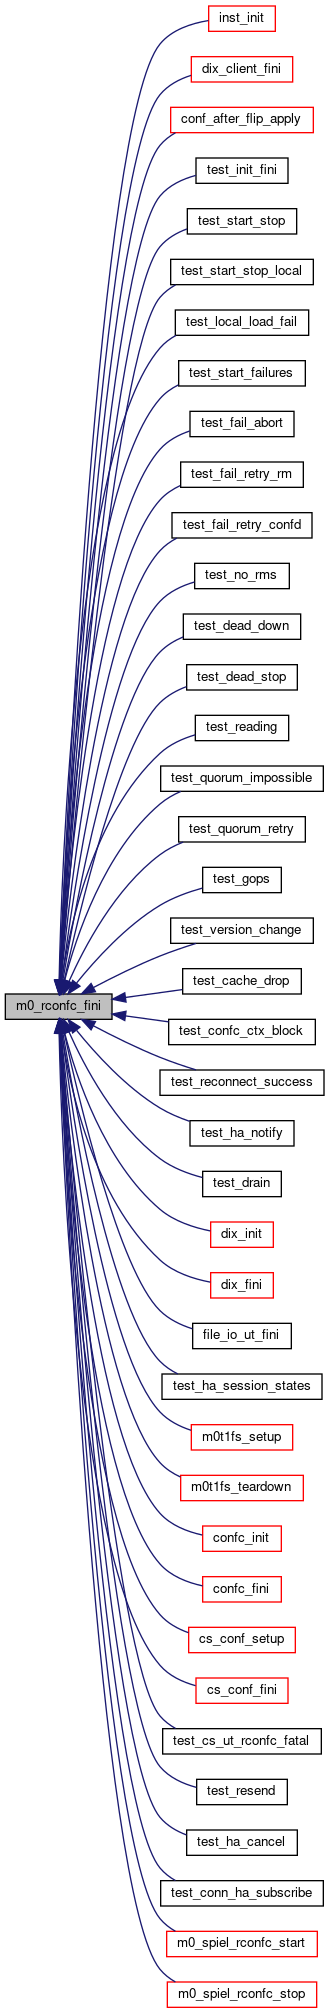 inst_init
dix_client_fini
conf_after_flip_apply
test_init_fini
test_start_stop
test_start_stop_local
test_local_load_fail
test_start_failures
test_fail_abort
test_fail_retry_rm
test_fail_retry_confd
test_no_rms
test_dead_down
test_dead_stop
test_reading
test_quorum_impossible
test_quorum_retry
test_gops
test_version_change
test_cache_drop
m0_rconfc_fini
test_confc_ctx_block
test_reconnect_success
test_ha_notify
test_drain
dix_init
dix_fini
file_io_ut_fini
test_ha_session_states
m0t1fs_setup
m0t1fs_teardown
confc_init
confc_fini
cs_conf_setup
cs_conf_fini
test_cs_ut_rconfc_fatal
test_resend
test_ha_cancel
test_conn_ha_subscribe
m0_spiel_rconfc_start
m0_spiel_rconfc_stop